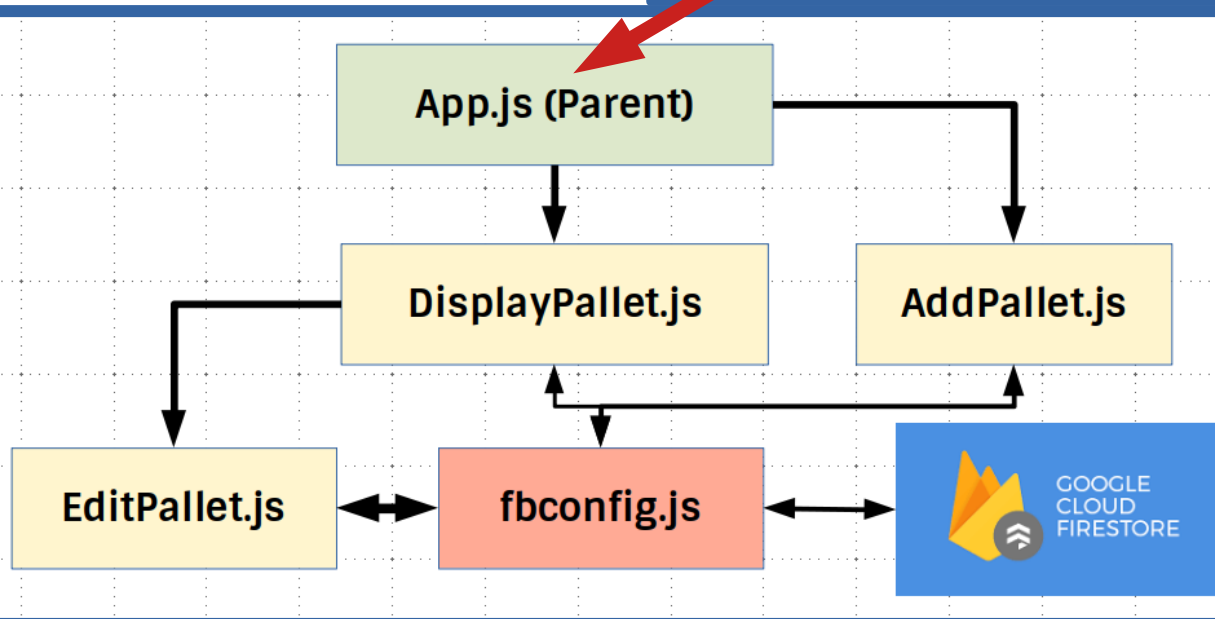 App.js (Parent)
DisplayPallet.js
AddPallet.js
EditPallet.js
fbconfig.js
GOOGLE
CLOUD
FIRESTORE